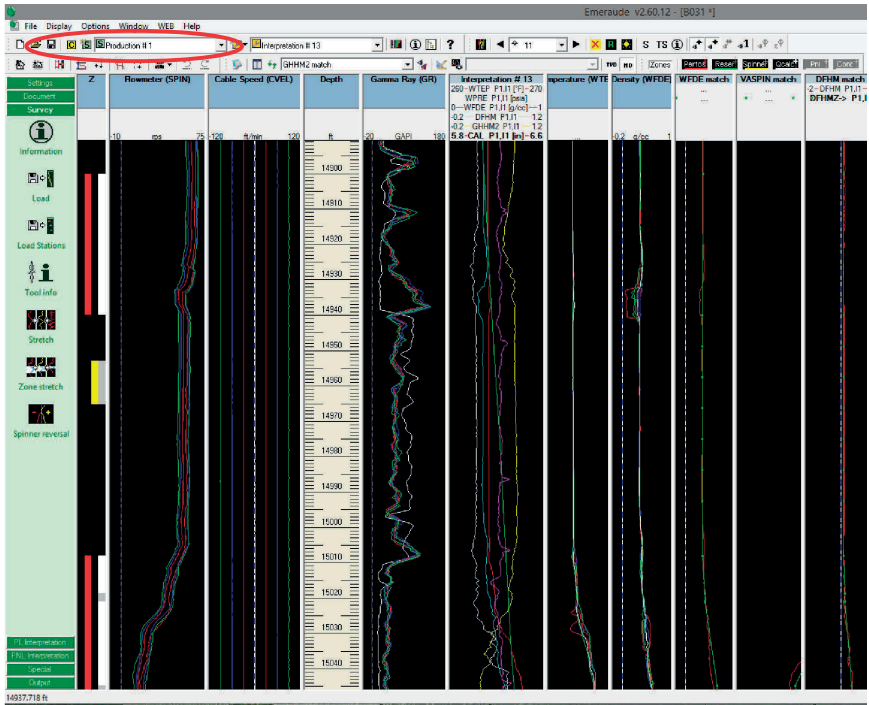 Emeraude v2.60.12 - [B031 *]
File Display Options Window WEB Help
Production # 1 Interpretation # 13 11 S TS
GHHM2 match TVD MD Zones Perfos Reser Spinner Qcalc PNL Conc
Settings
Document
Survey
Information
Load
Load Stations
Tool info
Stretch
Zone stretch
Spinner reversal
PL Interpretation
PNL Interpretation
Special
Output
14937.718 ft
Z
Flowmeter (SPIN)
-10 rps 75
Cable Speed (CVEL)
-120 ft/min 120
Depth
ft
14900
14910
14920
14930
14940
14950
14960
14970
14980
14990
15000
15010
15020
15030
15040
Gamma Ray (GR)
-20 GAPI 180
Interpretation # 13
260-WTEP P1,I1 [°F]-270
WPRE P1,I1 [psia]
0-WFDE P1,I1 [g/cc]-1
-0.2 DFHM P1,I1 1.2
-0.2 GHHM2 P1,I1 1.2
5.8-CAL P1,I1 [in]-6.6
mperature (WTE
...
Density (WFDE)
-0.2 g/cc 1
WFDE match
...
...
VASPIN match
...
...
DFHM match
-2-DFHM P1,I1-
DFHMZ-> P1,I